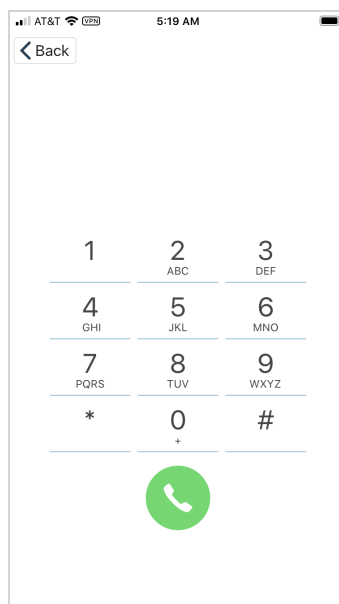 AT&T VPN 5:19 AM
Back
1 2 3
ABC DEF
4 5 6
GHI JKL MNO
7 8 9
PQRS TUV WXYZ
* 0 #
+